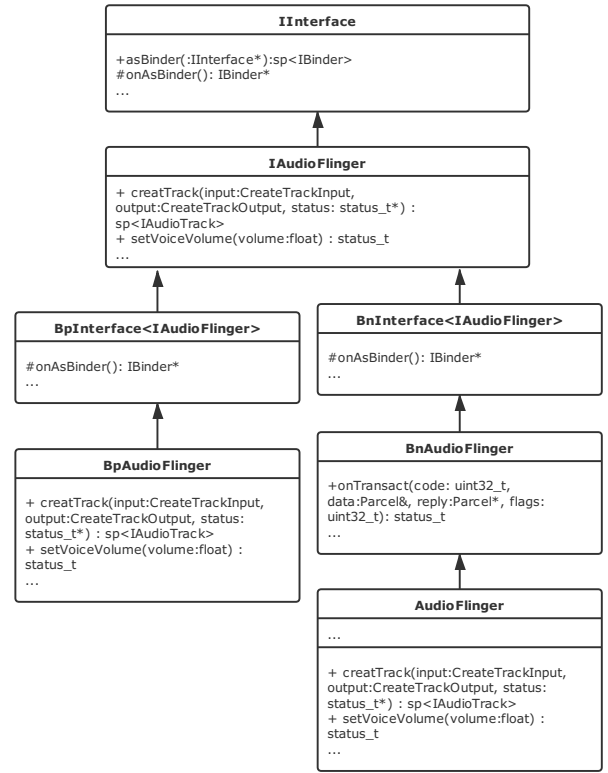 IInterface
+asBinder(:IInterface*):sp<IBinder>
#onAsBinder(): IBinder*
...
IAudioFlinger
+ creatTrack(input:CreateTrackInput,
output:CreateTrackOutput, status: status_t*) :
sp<IAudioTrack>
+ setVoiceVolume(volume:float) : status_t
...
BpInterface<IAudioFlinger>
#onAsBinder(): IBinder*
...
BnInterface<IAudioFlinger>
#onAsBinder(): IBinder*
...
BpAudioFlinger
+ creatTrack(input:CreateTrackInput,
output:CreateTrackOutput, status:
status_t*) : sp<IAudioTrack>
+ setVoiceVolume(volume:float) :
status_t
...
BnAudioFlinger
+onTransact(code: uint32_t,
data:Parcel&, reply:Parcel*, flags:
uint32_t): status_t
...
AudioFlinger
...
+ creatTrack(input:CreateTrackInput,
output:CreateTrackOutput, status:
status_t*) : sp<IAudioTrack>
+ setVoiceVolume(volume:float) :
status_t
...